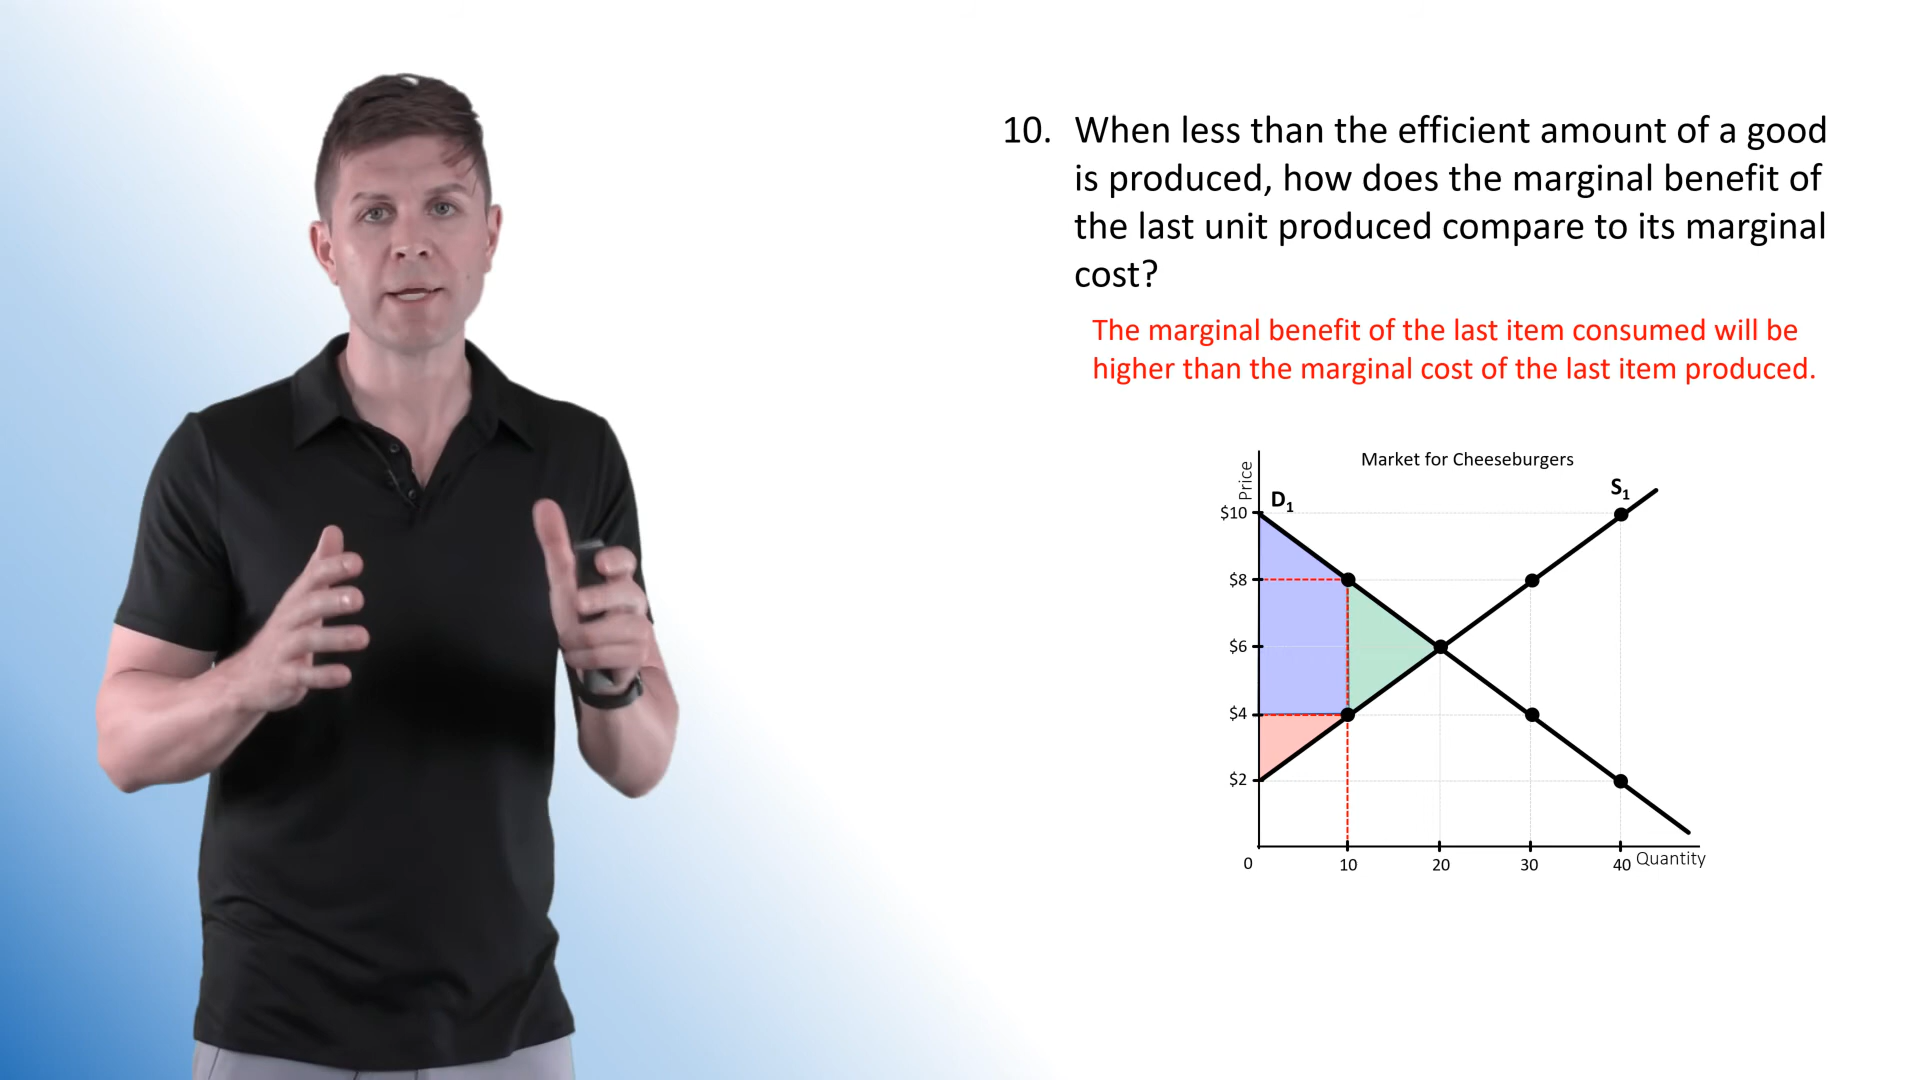 10. When less than the efficient amount of a good
is produced, how does the marginal benefit of
the last unit produced compare to its marginal
cost?
The marginal benefit of the last item consumed will be
higher than the marginal cost of the last item produced.
Market for Cheeseburgers
Price
D1
S1
$10
$8
$6
$4
$2
0
10
20
30
40
Quantity